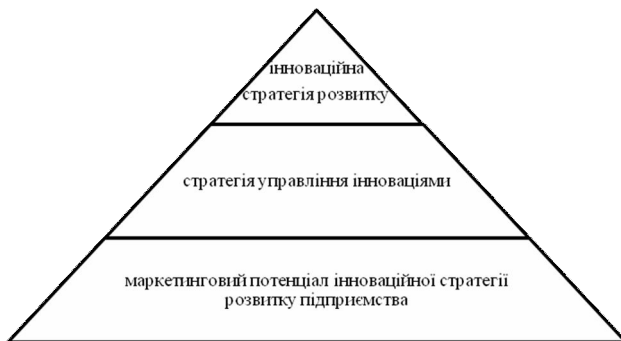 інноваційна
стратегія розвитку
стратегія управління інноваціями
маркетинговий потенціал інноваційної стратегії
розвитку підприємства